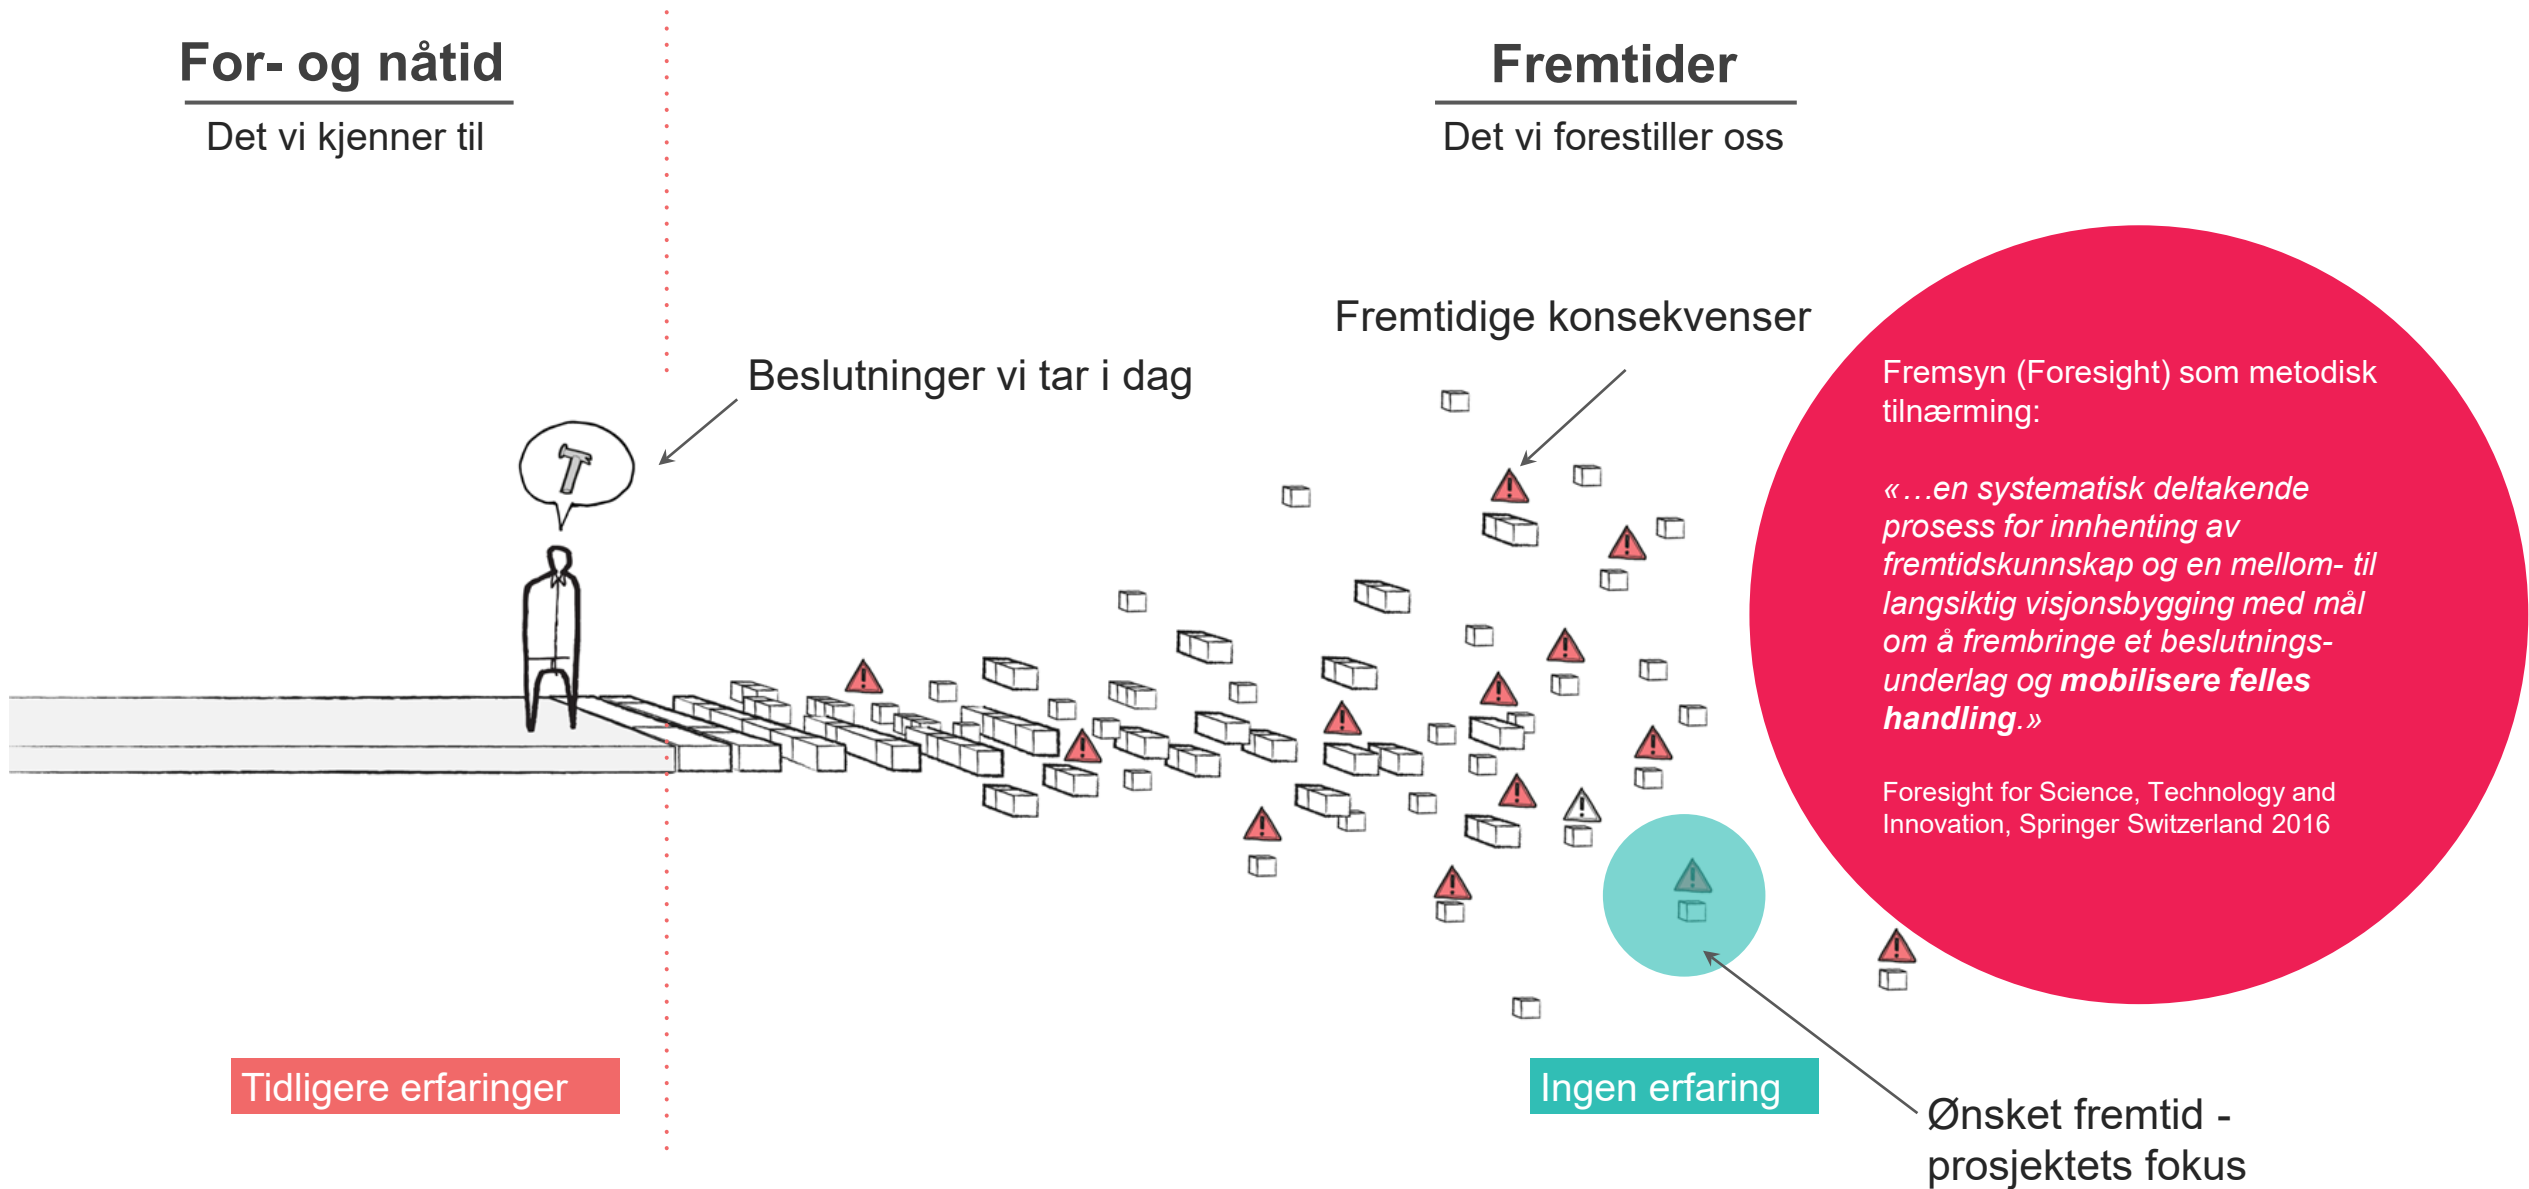 For- og nåtid
Det vi kjenner til
Fremtider
Det vi forestiller oss
Fremtidige konsekvenser
Beslutninger vi tar i dag
Fremsyn (Foresight) som metodisk
tilnærming:
«…en systematisk deltakende
prosess for innhenting av
fremtidskunnskap og en mellom- til
langsiktig visjonsbygging med mål
om å frembringe et beslutnings-
underlag og mobilisere felles
handling.»
Foresight for Science, Technology and
Innovation, Springer Switzerland 2016
Tidligere erfaringer
Ingen erfaring
Ønsket fremtid -
prosjektets fokus